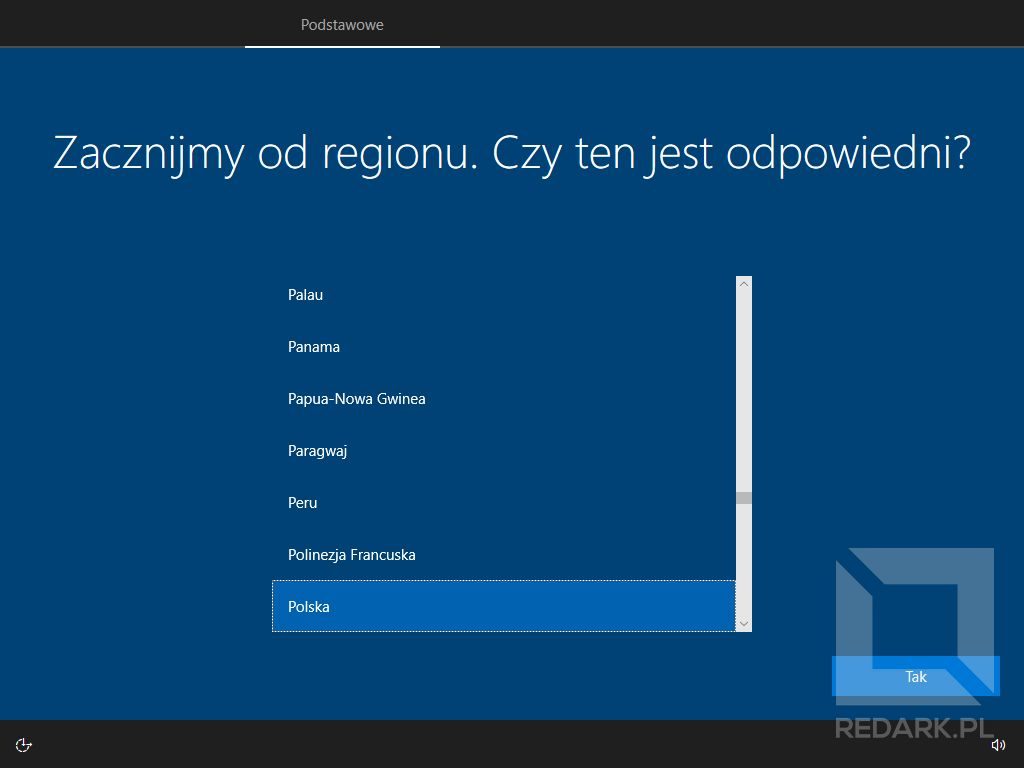 Podstawowe
Zacznijmy od regionu. Czy ten jest odpowiedni?
Palau
Panama
Papua-Nowa Gwinea
Paragwaj
Peru
Polinezja Francuska
Polska
Tak
REDARK.PL